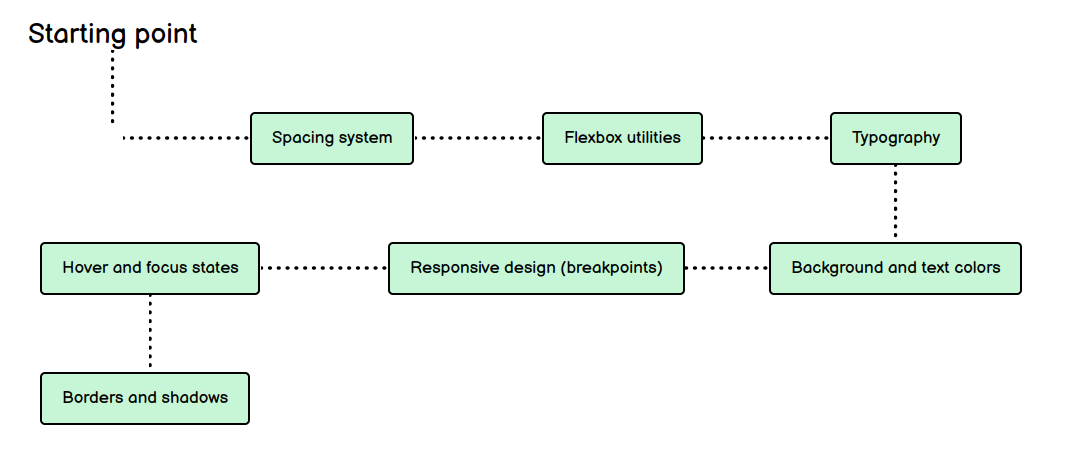 Starting point
Spacing system
Flexbox utilities
Typography
Background and text colors
Responsive design (breakpoints)
Hover and focus states
Borders and shadows